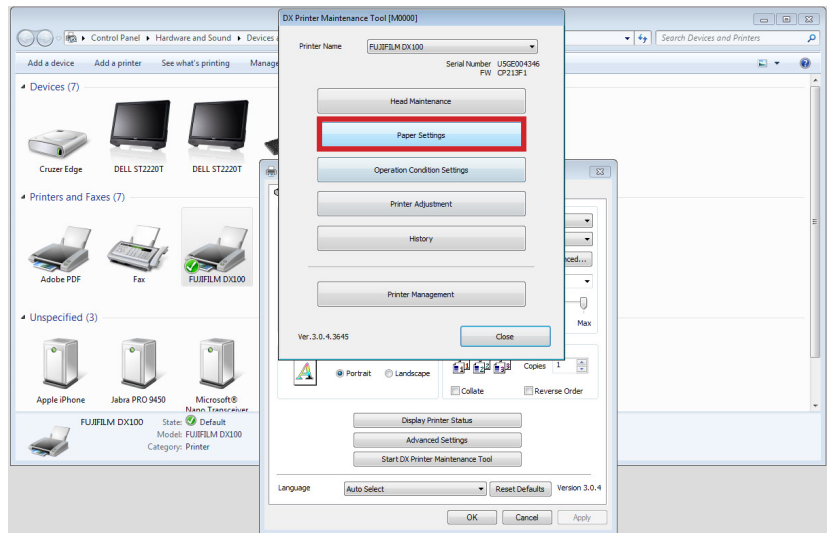 DX Printer Maintenance Tool [M0000]
Control Panel ▸ Hardware and Sound ▸ Devices
Search Devices and Printers
Add a device Add a printer See what's printing Manage
Printer Name FUJIFILM DX100
Serial Number USGE004346
FW CP213F1
Head Maintenance
Paper Settings
Operation Condition Settings
Printer Adjustment
History
Printer Management
Ver.3.0.4.3645 Close
Devices (7)
Cruzer Edge DELL ST2220T DELL ST2220T
Printers and Faxes (7)
Adobe PDF Fax FUJIFILM DX100
Unspecified (3)
Apple iPhone Jabra PRO 9450 Microsoft®
Nano Transceiver
FUJIFILM DX100 State: Default
Model: FUJIFILM DX100
Category: Printer
Max
Portrait Landscape
Copies 1
Collate Reverse Order
Display Printer Status
Advanced Settings
Start DX Printer Maintenance Tool
Language Auto Select Reset Defaults Version 3.0.4
OK Cancel Apply